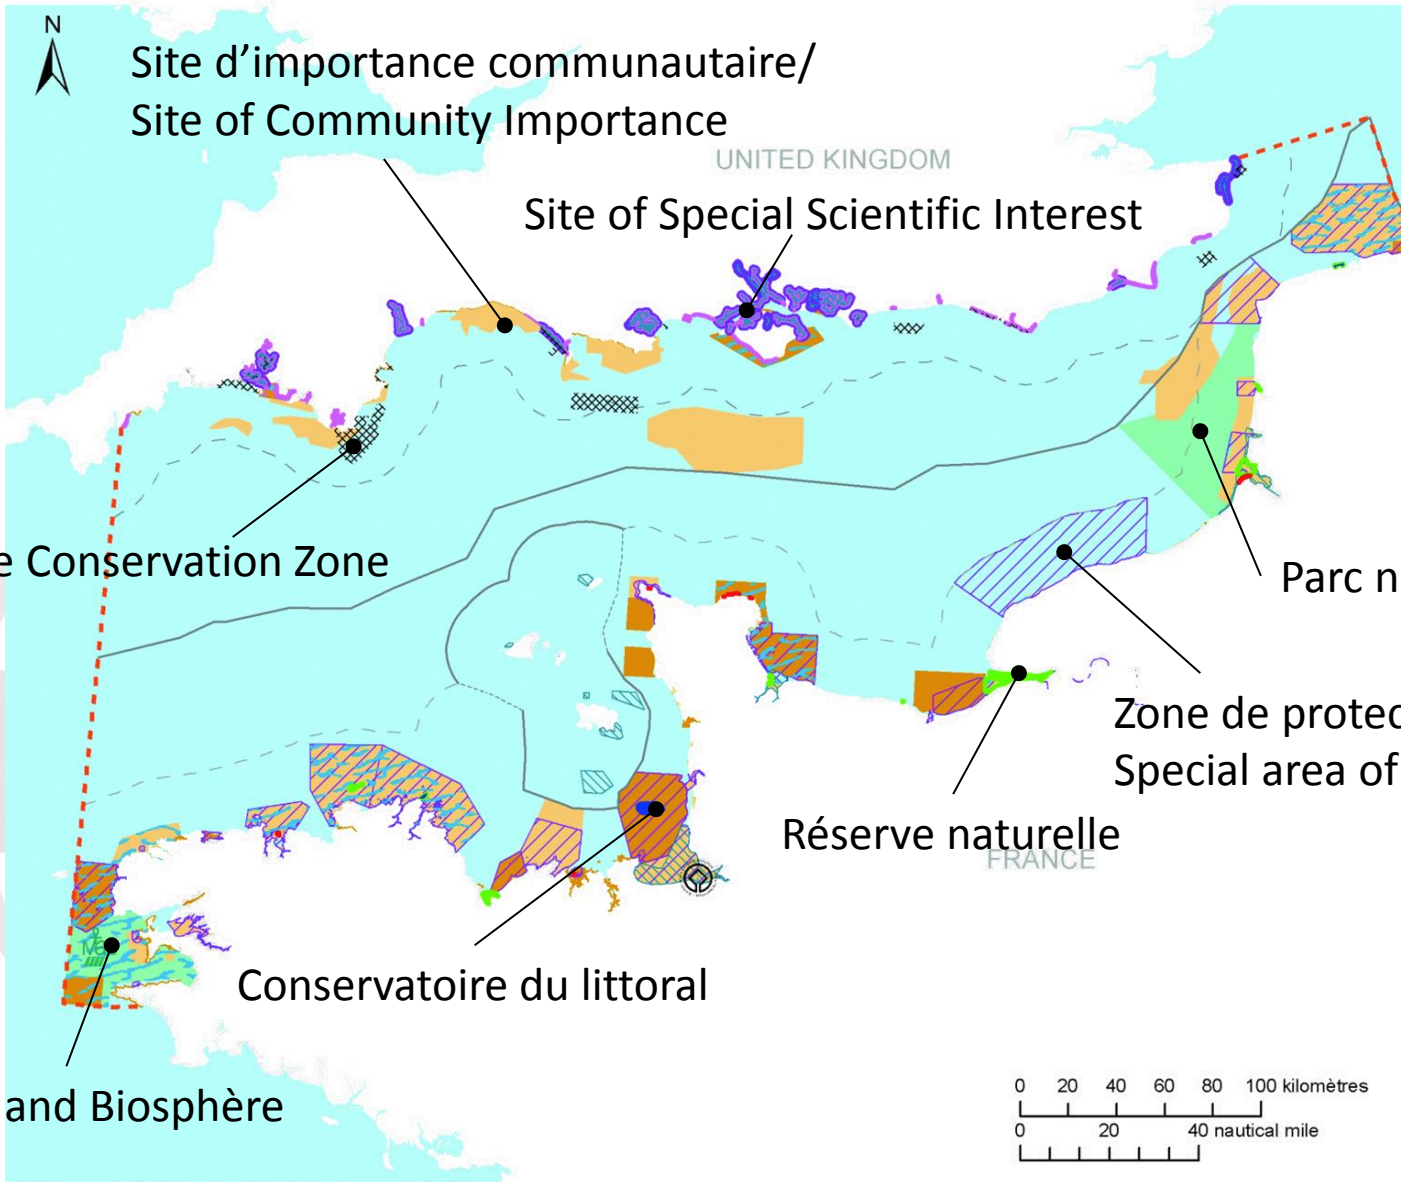 N
Site d’importance communautaire/
Site of Community Importance
UNITED KINGDOM
Site of Special Scientific Interest
e Conservation Zone
Parc n
Zone de protec
Special area of
Réserve naturelle
FRANCE
Conservatoire du littoral
and Biosphère
0 20 40 60 80 100 kilomètres
0 20 40 nautical mile